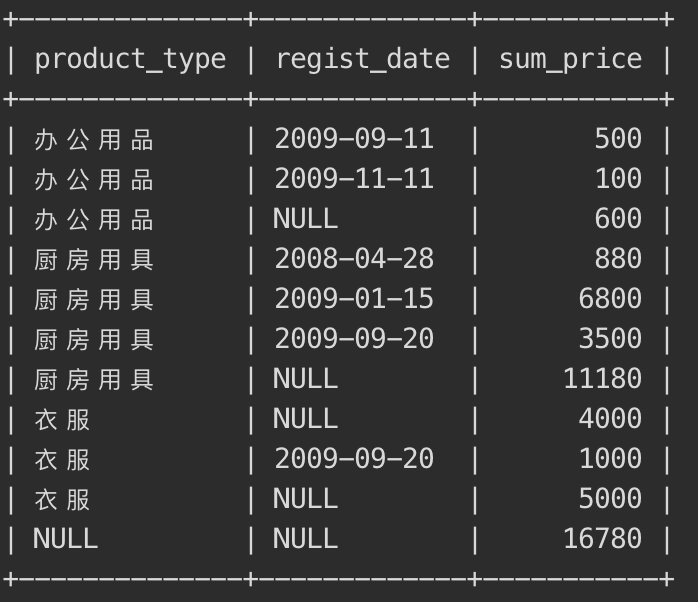 +--------------+-------------+-----------+
| product_type | regist_date | sum_price |
+--------------+-------------+-----------+
| 办公用品 | 2009-09-11 | 500 |
| 办公用品 | 2009-11-11 | 100 |
| 办公用品 | NULL | 600 |
| 厨房用具 | 2008-04-28 | 880 |
| 厨房用具 | 2009-01-15 | 6800 |
| 厨房用具 | 2009-09-20 | 3500 |
| 厨房用具 | NULL | 11180 |
| 衣服 | NULL | 4000 |
| 衣服 | 2009-09-20 | 1000 |
| 衣服 | NULL | 5000 |
| NULL | NULL | 16780 |
+--------------+-------------+-----------+